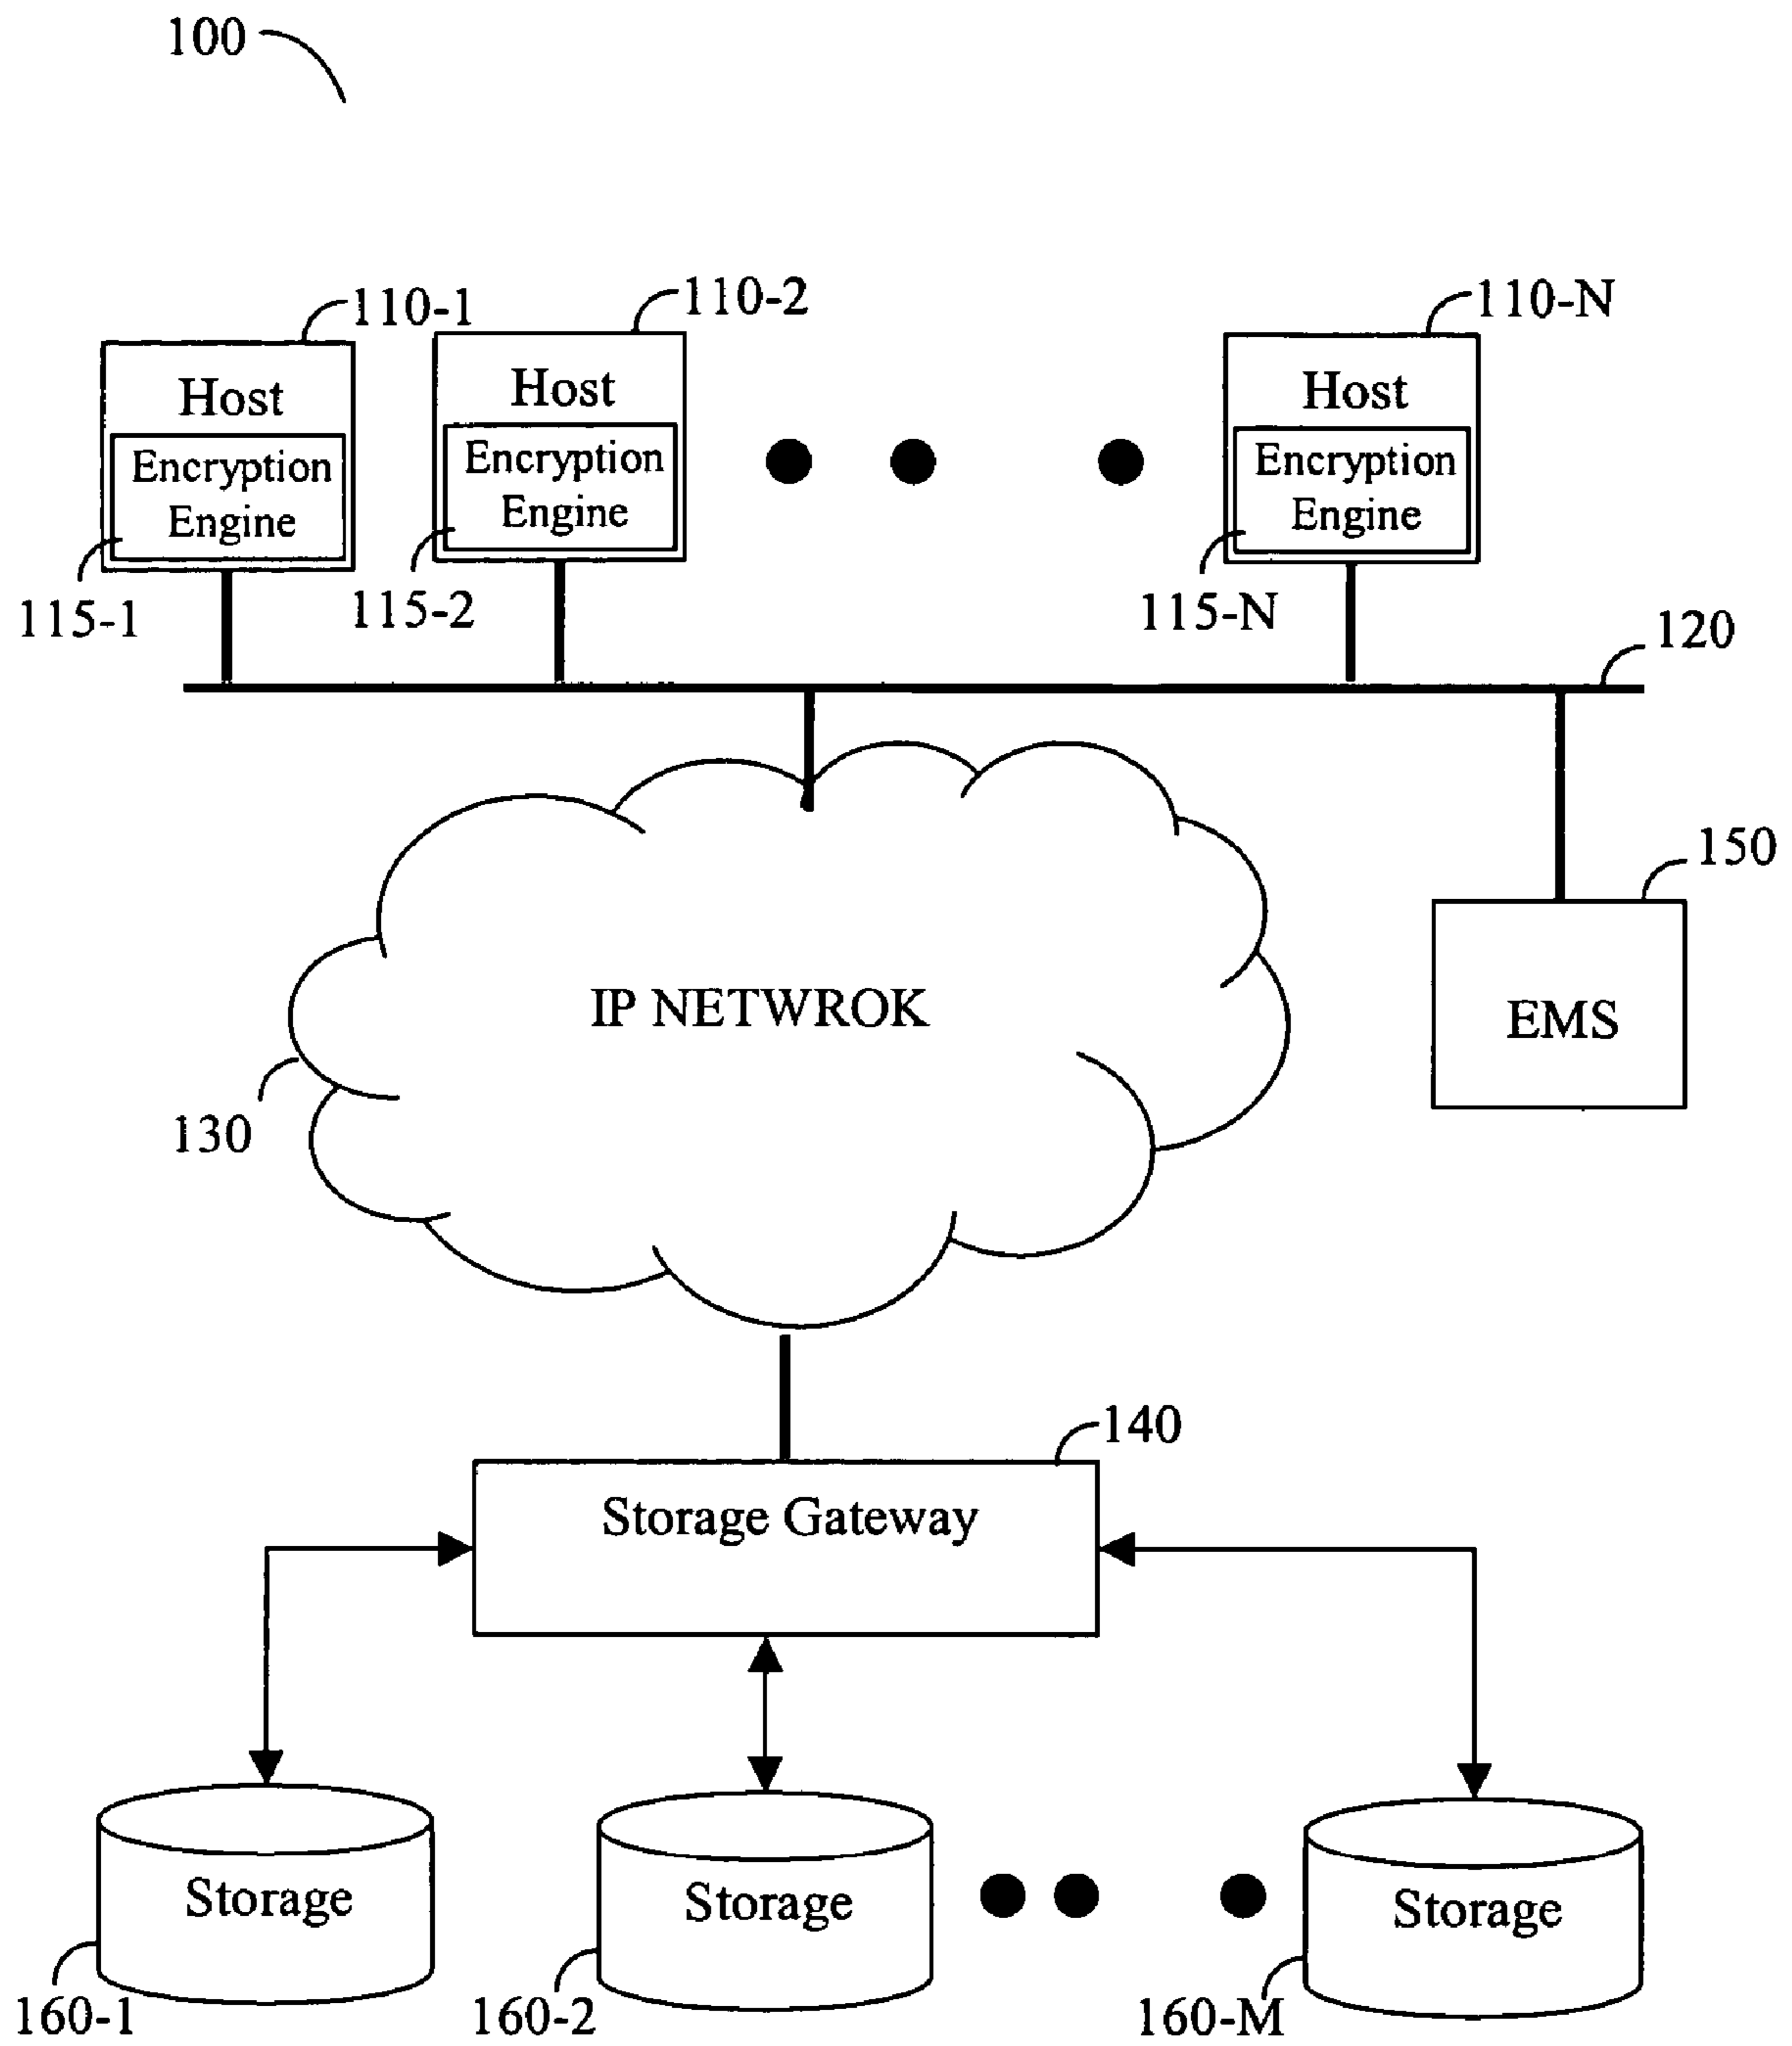 100
110-1
110-2
110-N
Host
Host
Host
Encryption
Engine
Encryption
Engine
Encryption
Engine
115-1
115-2
115-N
120
150
IP NETWROK
EMS
130
140
Storage Gateway
Storage
Storage
Storage
160-1
160-2
160-M